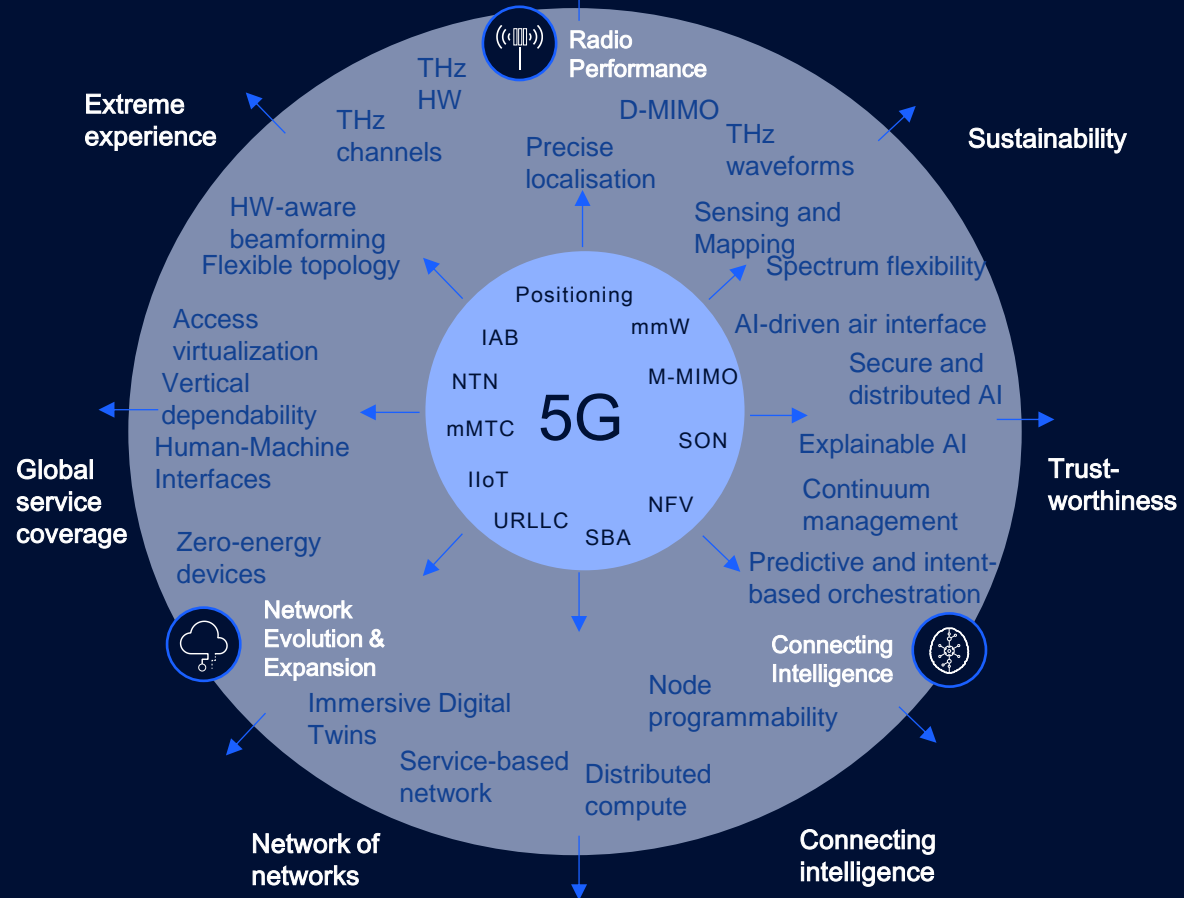 Radio
Performance
THz
HW
Extreme
experience
D-MIMO
THz
channels
THz
waveforms
Sustainability
Precise
localisation
HW-aware
beamforming
Sensing and
Mapping
Flexible topology
Spectrum flexibility
Positioning
IAB
mmW
Access
virtualization
AI-driven air interface
NTN
M-MIMO
Secure and
distributed AI
Vertical
dependability
5G
mMTC
SON
Human-Machine
Interfaces
Explainable AI
Global
service
coverage
Trust-
worthiness
IIoT
NFV
Continuum
management
URLLC
SBA
Zero-energy
devices
Predictive and intent-
based orchestration
Network
Evolution &
Expansion
Connecting
Intelligence
Immersive Digital
Twins
Node
programmability
Service-based
network
Distributed
compute
Network of
networks
Connecting
intelligence